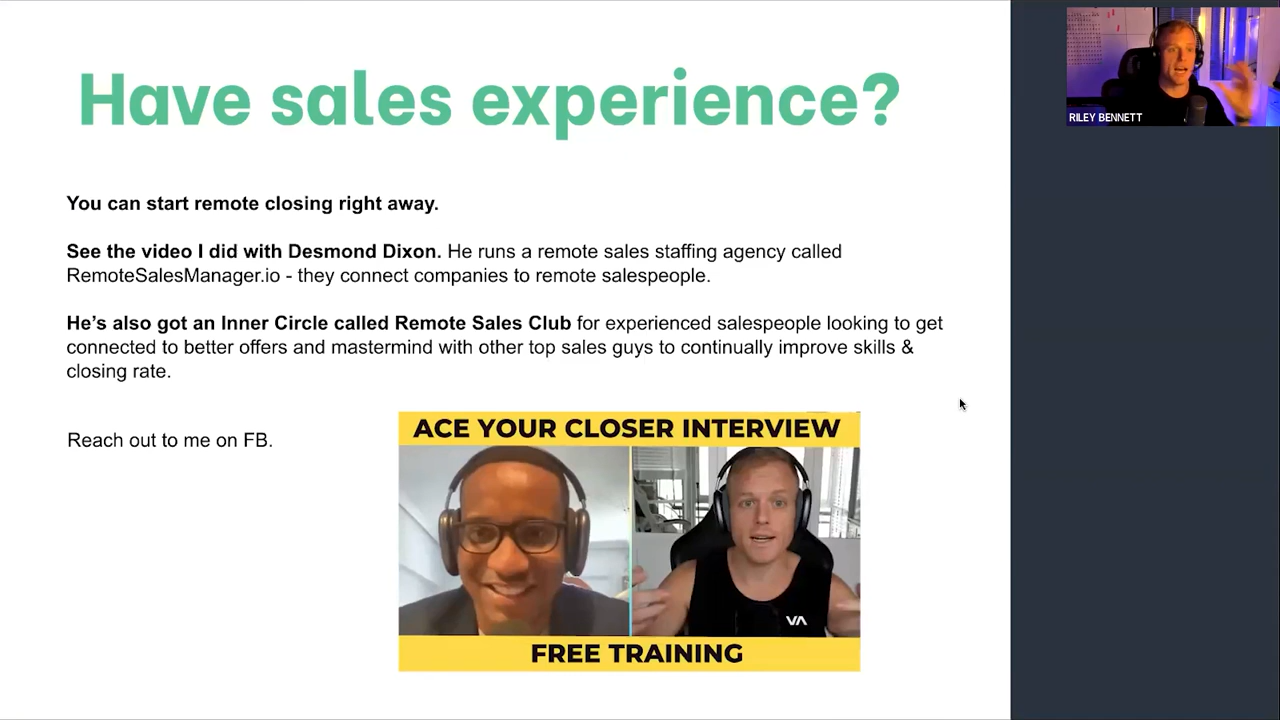 Have sales experience?
RILEY BENNETT
You can start remote closing right away.
See the video I did with Desmond Dixon. He runs a remote sales staffing agency called
RemoteSalesManager.io - they connect companies to remote salespeople.
He’s also got an Inner Circle called Remote Sales Club for experienced salespeople looking to get
connected to better offers and mastermind with other top sales guys to continually improve skills &
closing rate.
Reach out to me on FB.
ACE YOUR CLOSER INTERVIEW
VA
FREE TRAINING